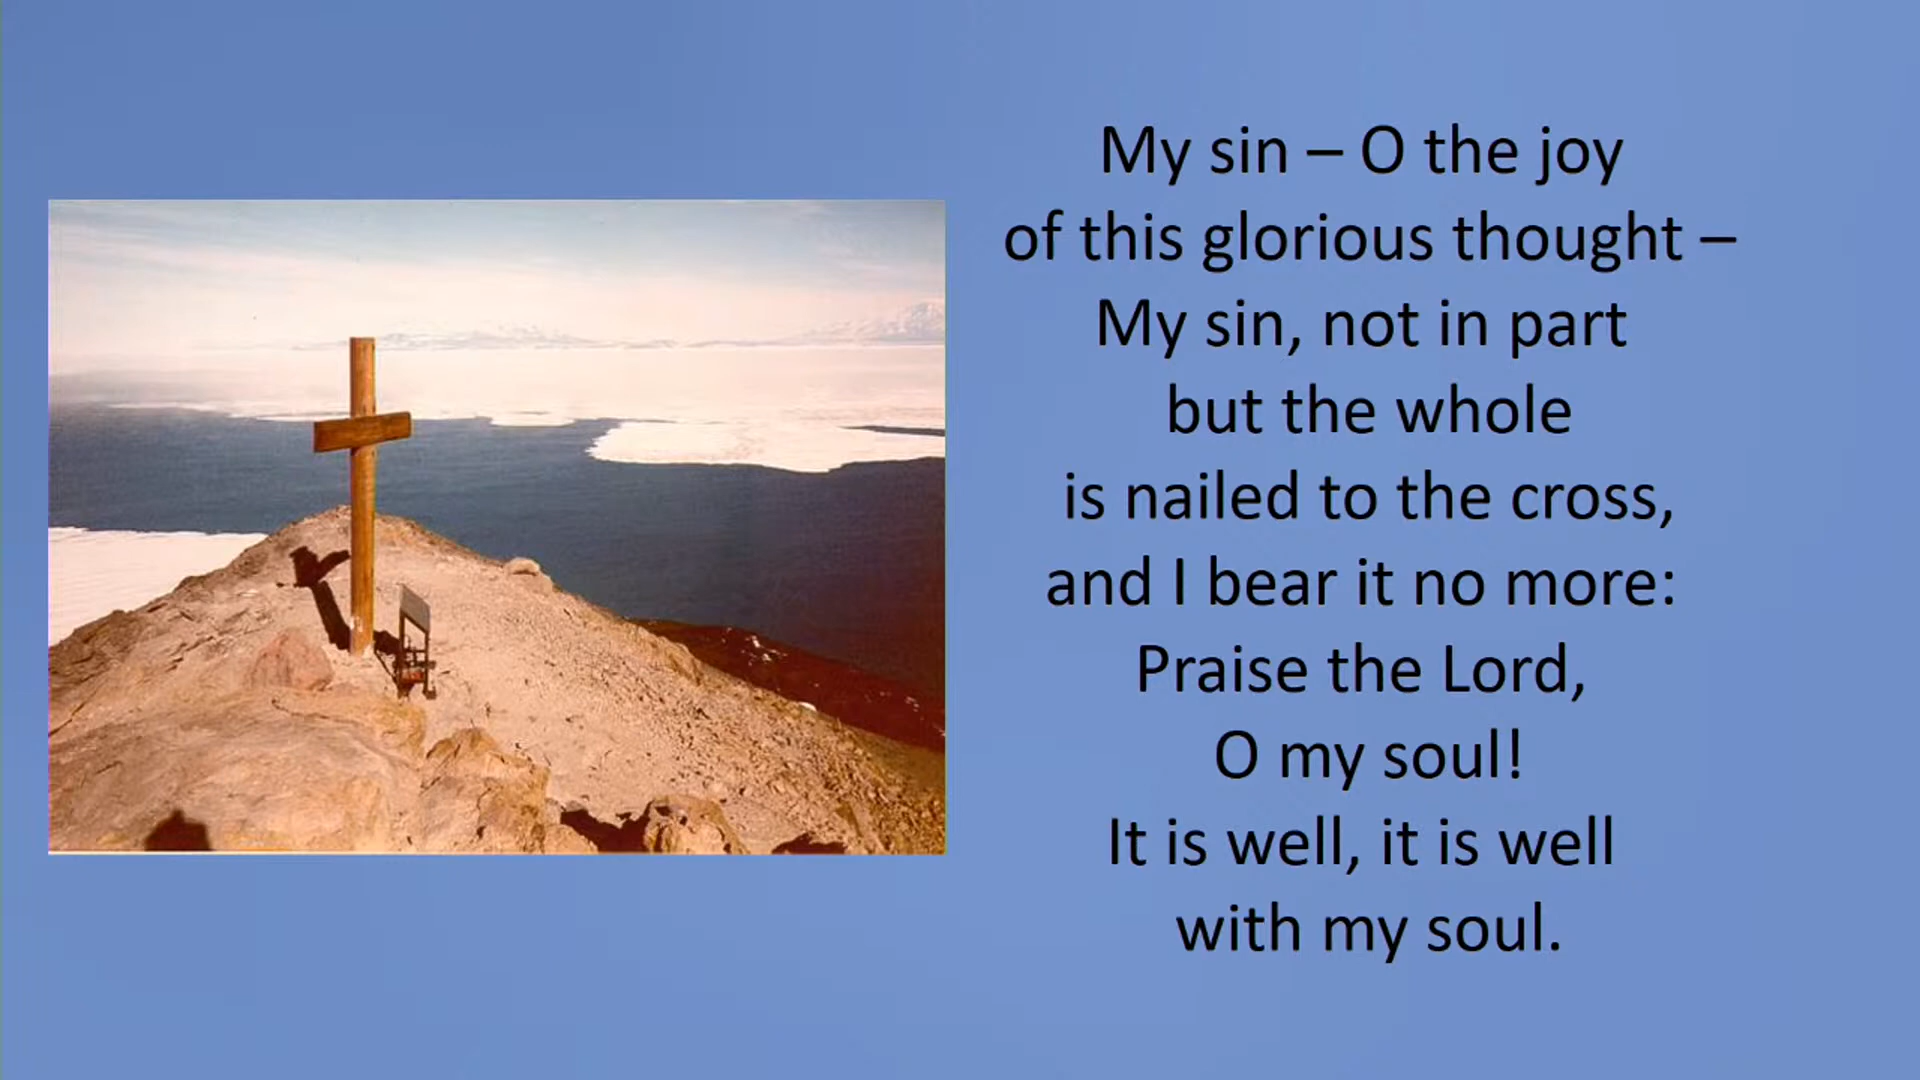 My sin – O the joy
of this glorious thought –
My sin, not in part
but the whole
is nailed to the cross,
and I bear it no more:
Praise the Lord,
O my soul!
It is well, it is well
with my soul.